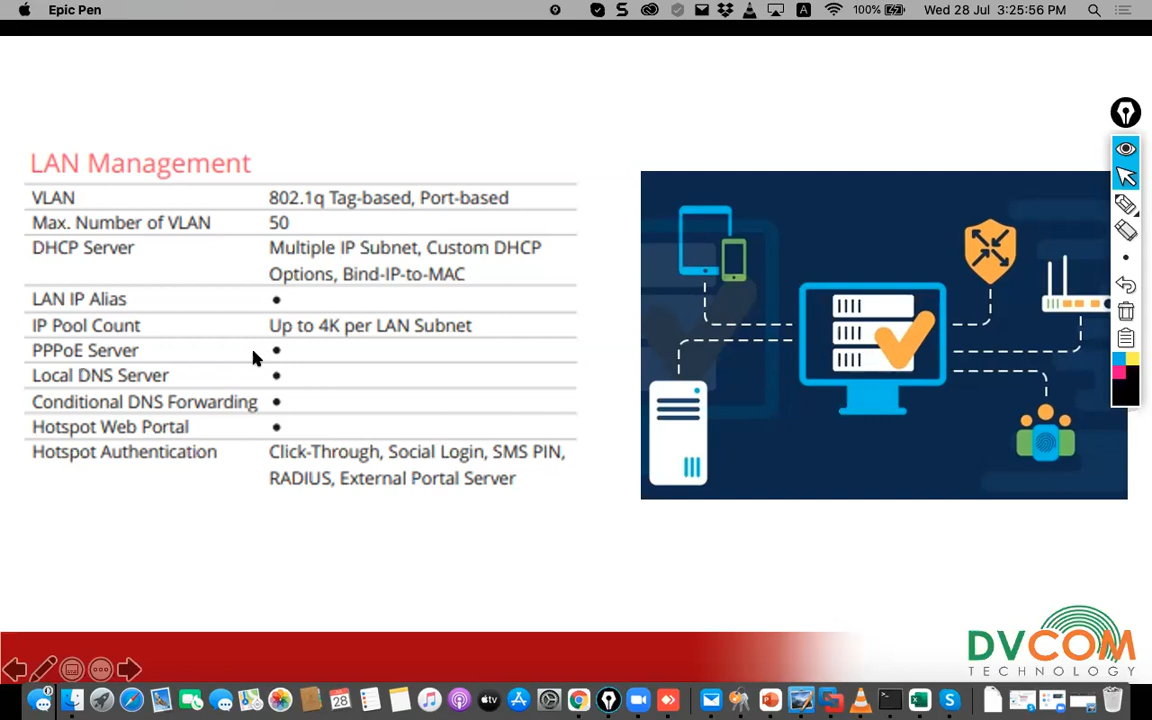 Epic Pen
100%
Wed 28 Jul 3:25:56 PM
LAN Management
VLAN 802.1q Tag-based, Port-based
Max. Number of VLAN 50
DHCP Server Multiple IP Subnet, Custom DHCP
Options, Bind-IP-to-MAC
LAN IP Alias •
IP Pool Count Up to 4K per LAN Subnet
PPPoE Server •
Local DNS Server •
Conditional DNS Forwarding •
Hotspot Web Portal •
Hotspot Authentication Click-Through, Social Login, SMS PIN,
RADIUS, External Portal Server
DVCOM
TECHNOLOGY
28
tv